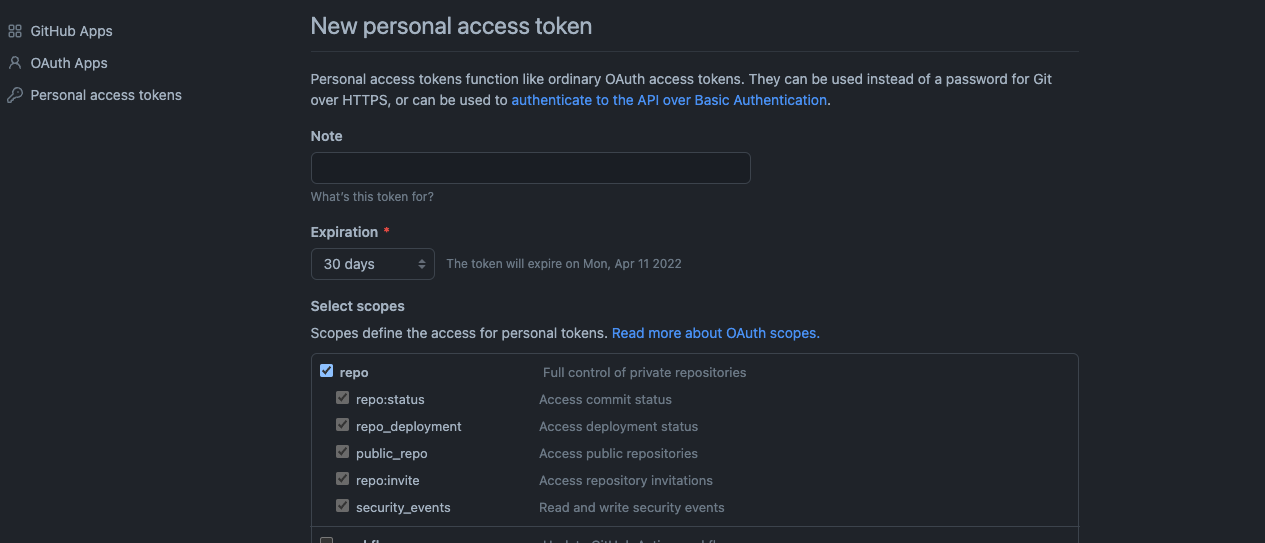 GitHub Apps
OAuth Apps
Personal access tokens
New personal access token
Personal access tokens function like ordinary OAuth access tokens. They can be used instead of a password for Git
over HTTPS, or can be used to authenticate to the API over Basic Authentication.
Note
What's this token for?
Expiration *
30 days
The token will expire on Mon, Apr 11 2022
Select scopes
Scopes define the access for personal tokens. Read more about OAuth scopes.
repo Full control of private repositories
repo:status Access commit status
repo_deployment Access deployment status
public_repo Access public repositories
repo:invite Access repository invitations
security_events Read and write security events